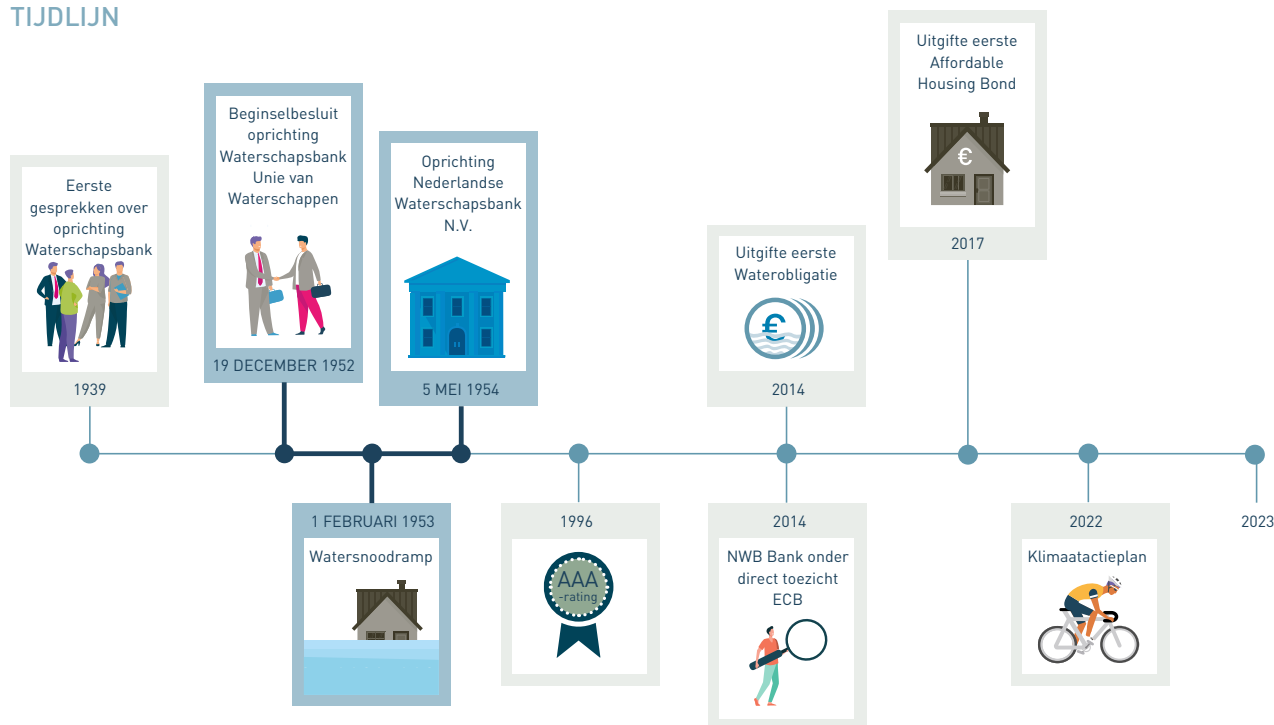 TIJDLIJN
Eerste
gesprekken over
oprichting
Waterschapsbank
1939
Beginselbesluit
oprichting
Waterschapsbank
Unie van
Waterschappen
19 DECEMBER 1952
1 FEBRUARI 1953
Watersnoodramp
Oprichting
Nederlandse
Waterschapsbank
N.V.
5 MEI 1954
1996
AAA
-rating
Uitgifte eerste
Waterobligatie
€
2014
2014
NWB Bank onder
direct toezicht
ECB
Uitgifte eerste
Affordable
Housing Bond
€
2017
2022
Klimaatactieplan
2023